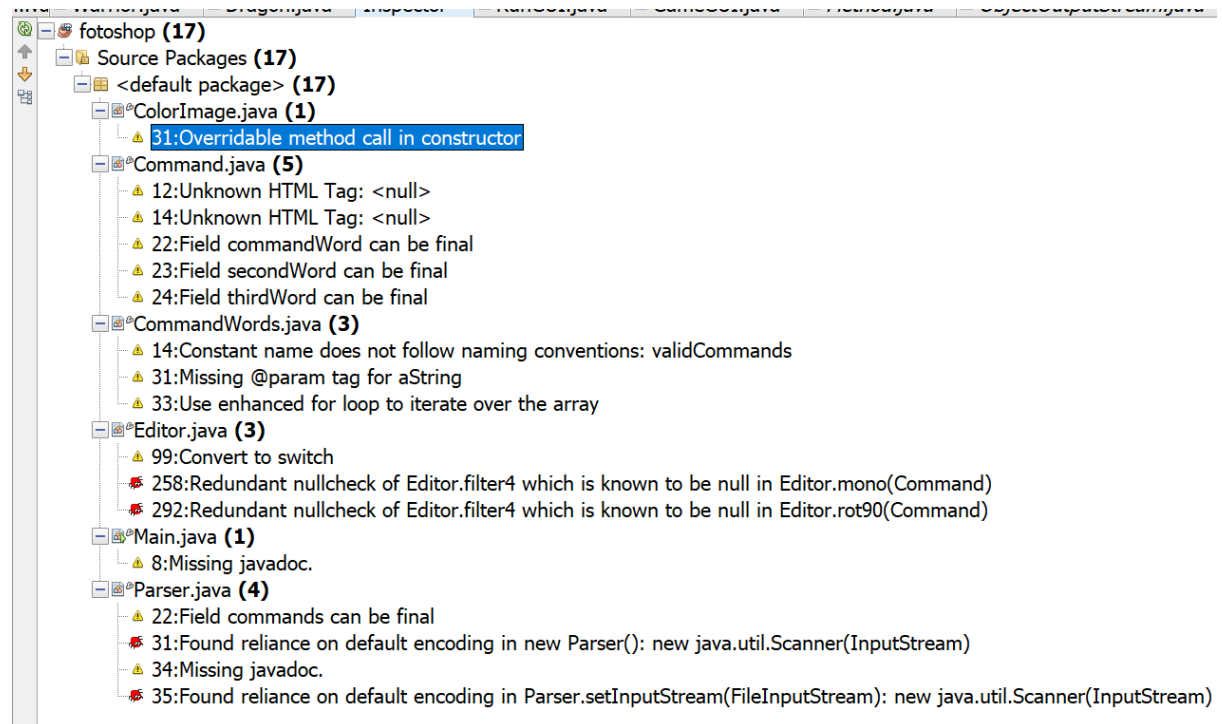 Inspector
fotoshop (17)
Source Packages (17)
<default package> (17)
ColorImage.java (1)
31:Overridable method call in constructor
Command.java (5)
12:Unknown HTML Tag: <null>
14:Unknown HTML Tag: <null>
22:Field commandWord can be final
23:Field secondWord can be final
24:Field thirdWord can be final
CommandWords.java (3)
14:Constant name does not follow naming conventions: validCommands
31:Missing @param tag for aString
33:Use enhanced for loop to iterate over the array
Editor.java (3)
99:Convert to switch
258:Redundant nullcheck of Editor.filter4 which is known to be null in Editor.mono(Command)
292:Redundant nullcheck of Editor.filter4 which is known to be null in Editor.rot90(Command)
Main.java (1)
8:Missing javadoc.
Parser.java (4)
22:Field commands can be final
31:Found reliance on default encoding in new Parser(): new java.util.Scanner(InputStream)
34:Missing javadoc.
35:Found reliance on default encoding in Parser.setInputStream(FileInputStream): new java.util.Scanner(InputStream)